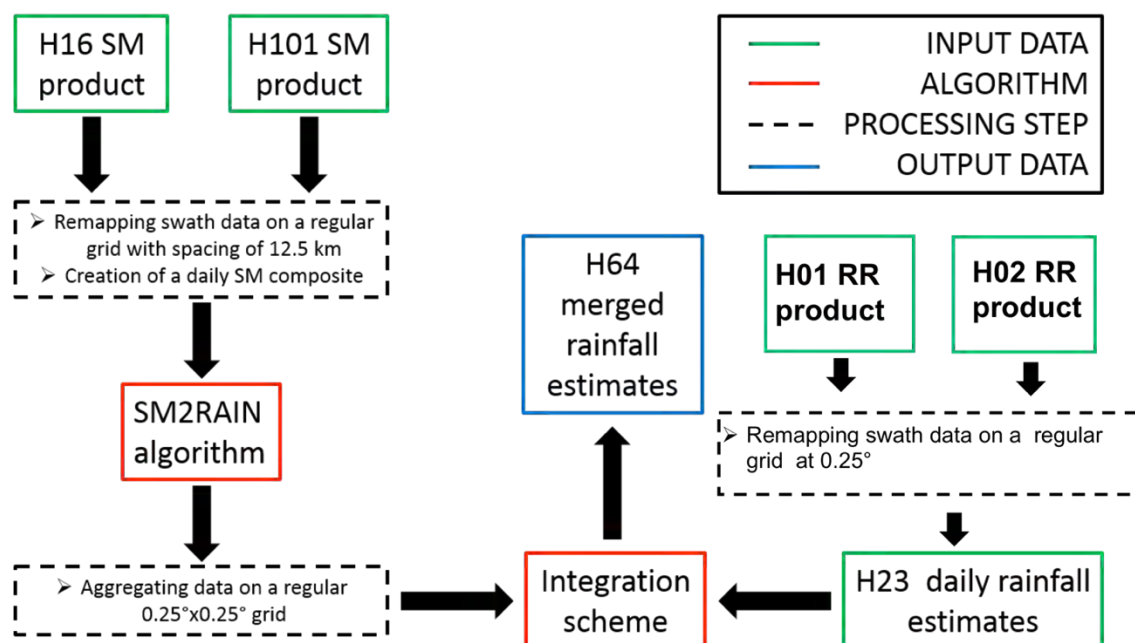 H16 SM
product
H101 SM
product
INPUT DATA
ALGORITHM
PROCESSING STEP
OUTPUT DATA
➢ Remapping swath data on a regular
grid with spacing of 12.5 km
➢ Creation of a daily SM composite
H64
merged
rainfall
estimates
H01 RR
product
H02 RR
product
SM2RAIN
algorithm
➢ Remapping swath data on a regular
grid at 0.25°
➢ Aggregating data on a regular
0.25°x0.25° grid
Integration
scheme
H23 daily rainfall
estimates